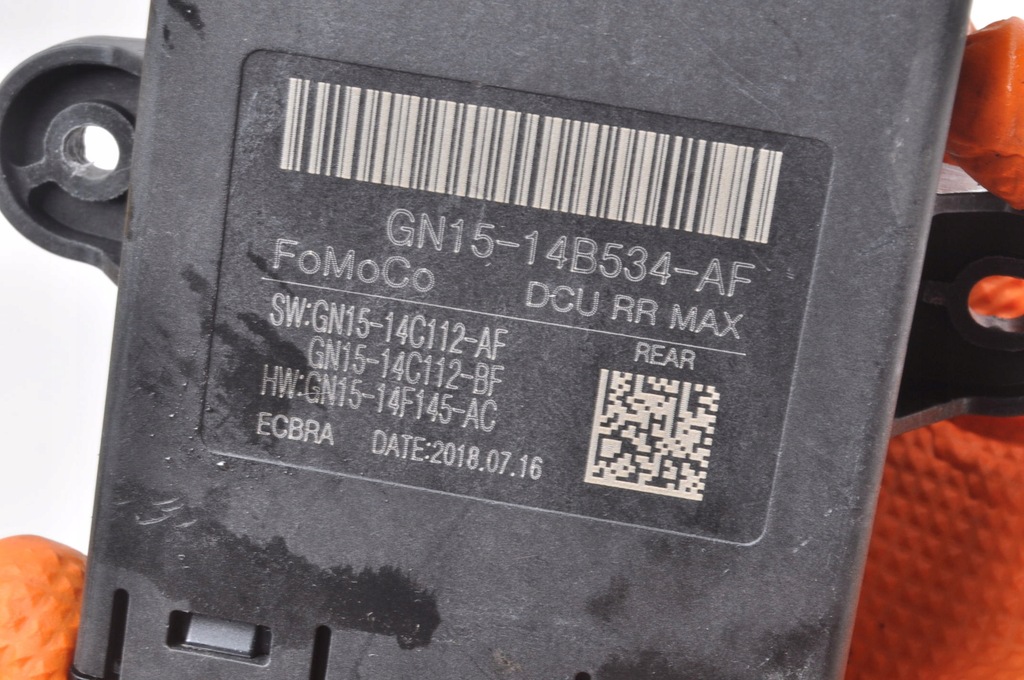 GN15-14B534-AF
FoMoCo
DCU RR MAX
SW:GN15-14C112-AF
GN15-14C112-BF
HW:GN15-14F145-AC
REAR
ECBRA DATE:2018.07.16